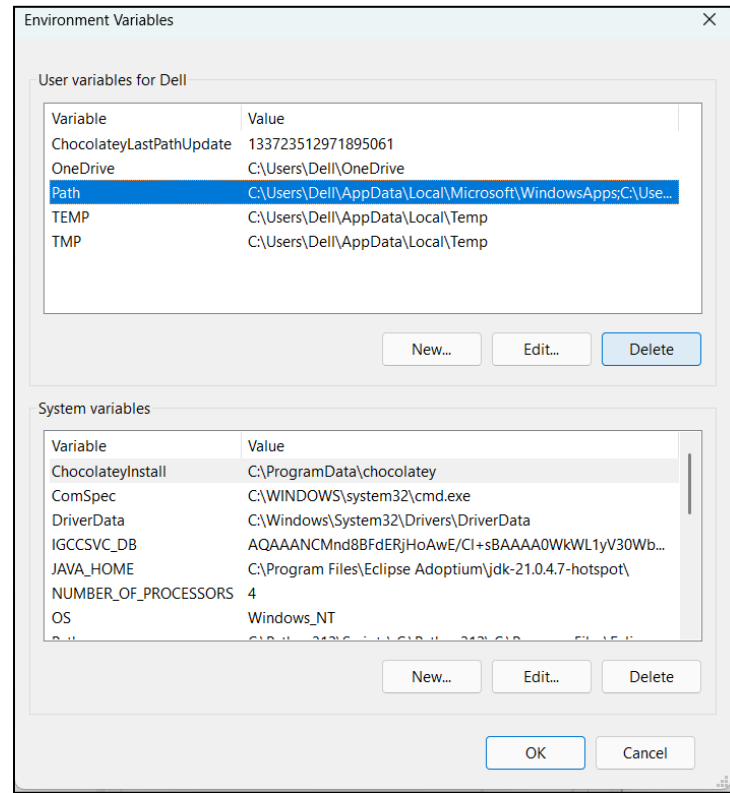 Environment Variables
User variables for Dell
Variable Value
ChocolateyLastPathUpdate 133723512971895061
OneDrive C:\Users\Dell\OneDrive
Path C:\Users\Dell\AppData\Local\Microsoft\WindowsApps;C:\Use...
TEMP C:\Users\Dell\AppData\Local\Temp
TMP C:\Users\Dell\AppData\Local\Temp
New... Edit... Delete
System variables
Variable Value
ChocolateyInstall C:\ProgramData\chocolatey
ComSpec C:\WINDOWS\system32\cmd.exe
DriverData C:\Windows\System32\Drivers\DriverData
IGCCSVC_DB AQAAANCMnd8BFdERjHoAwE/Cl+sBAAAA0WkWL1yV30Wb...
JAVA_HOME C:\Program Files\Eclipse Adoptium\jdk-21.0.4.7-hotspot\
NUMBER_OF_PROCESSORS 4
OS Windows_NT
New... Edit... Delete
OK Cancel